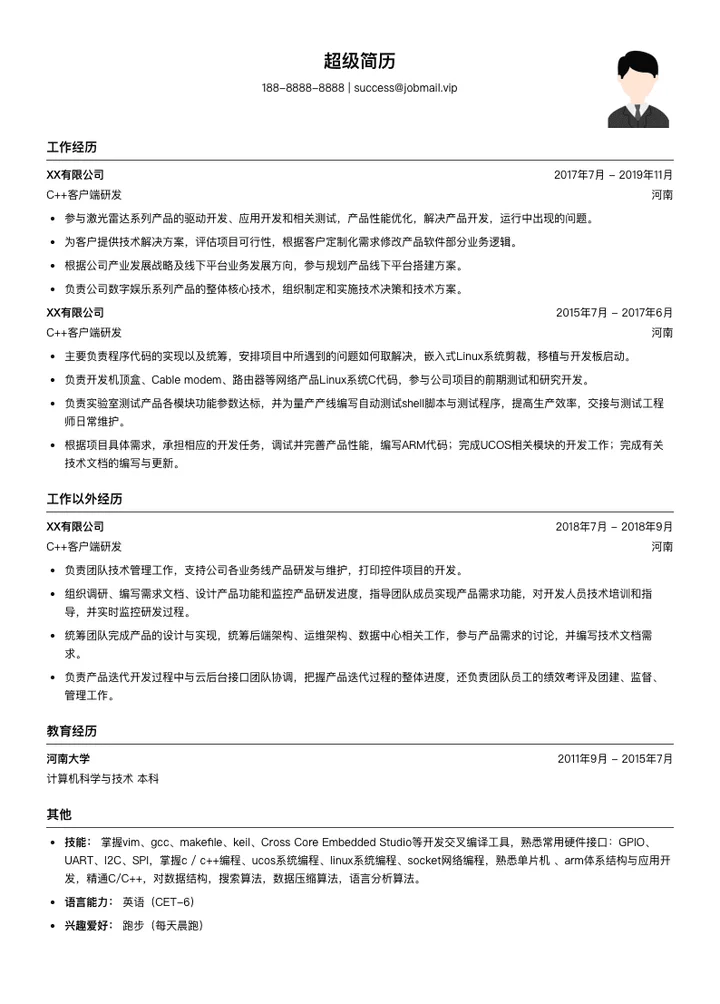 超级简历
188-8888-8888 | success@jobmail.vip
工作经历
XX有限公司 2017年7月 - 2019年11月
C++客户端研发 河南
• 参与激光雷达系列产品的驱动开发、应用开发和相关测试，产品性能优化，解决产品开发，运行中出现的问题。
• 为客户提供技术解决方案，评估项目可行性，根据客户定制化需求修改产品软件部分业务逻辑。
• 根据公司产业发展战略及线下平台业务发展方向，参与规划产品线下平台搭建方案。
• 负责公司数字娱乐系列产品的整体核心技术，组织制定和实施技术决策和技术方案。
XX有限公司 2015年7月 - 2017年6月
C++客户端研发 河南
• 主要负责程序代码的实现以及统筹，安排项目中所遇到的问题如何取解决，嵌入式Linux系统剪裁，移植与开发板启动。
• 负责开发机顶盒、Cable modem、路由器等网络产品Linux系统C代码，参与公司项目的前期测试和研究开发。
• 负责实验室测试产品各模块功能参数达标，并为量产产线编写自动测试shell脚本与测试程序，提高生产效率，交接与测试工程
师日常维护。
• 根据项目具体需求，承担相应的开发任务，调试并完善产品性能，编写ARM代码；完成UCOS相关模块的开发工作；完成有关
技术文档的编写与更新。
工作以外经历
XX有限公司 2018年7月 - 2018年9月
C++客户端研发 河南
• 负责团队技术管理工作，支持公司各业务线产品研发与维护，打印控件项目的开发。
• 组织调研、编写需求文档、设计产品功能和监控产品研发进度，指导团队成员实现产品需求功能，对开发人员技术培训和指
导，并实时监控研发过程。
• 统筹团队完成产品的设计与实现，统筹后端架构、运维架构、数据中心相关工作，参与产品需求的讨论，并编写技术文档需
求。
• 负责产品迭代开发过程中与云后台接口团队协调，把握产品迭代过程的整体进度，还负责团队员工的绩效考评及团建、监督、
管理工作。
教育经历
河南大学 2011年9月 - 2015年7月
计算机科学与技术 本科
其他
• 技能： 掌握vim、gcc、makefile、keil、Cross Core Embedded Studio等开发交叉编译工具，熟悉常用硬件接口：GPIO、
UART、I2C、SPI，掌握c / c++编程、ucos系统编程、linux系统编程、socket网络编程，熟悉单片机 、arm体系结构与应用开
发，精通C/C++，对数据结构，搜索算法，数据压缩算法，语言分析算法。
• 语言能力： 英语（CET-6）
• 兴趣爱好： 跑步（每天晨跑）